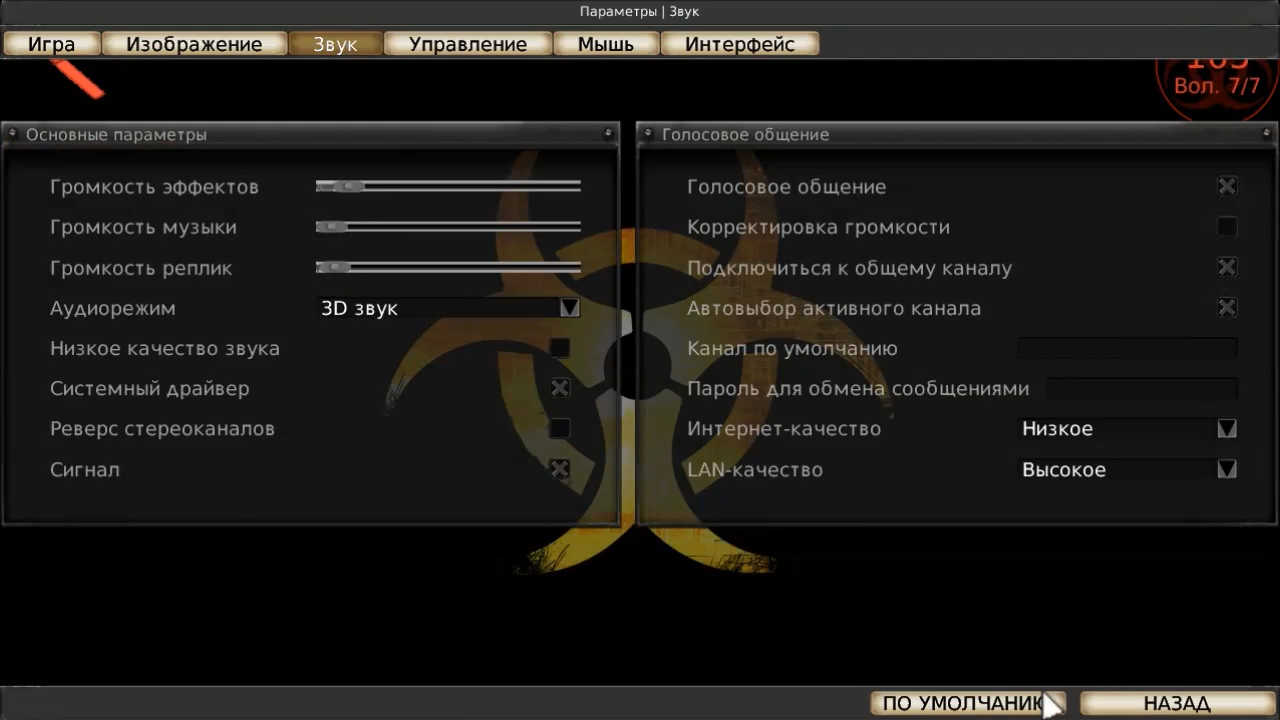 Параметры | Звук
Игра
Изображение
Звук
Управление
Мышь
Интерфейс
Вол. 7/7
Основные параметры
Громкость эффектов
Громкость музыки
Громкость реплик
Аудиорежим 3D звук
Низкое качество звука
Системный драйвер
Реверс стереоканалов
Сигнал
Голосовое общение
Голосовое общение
Корректировка громкости
Подключиться к общему каналу
Автовыбор активного канала
Канал по умолчанию
Пароль для обмена сообщениями
Интернет-качество Низкое
LAN-качество Высокое
ПО УМОЛЧАНИЮ
НАЗАД